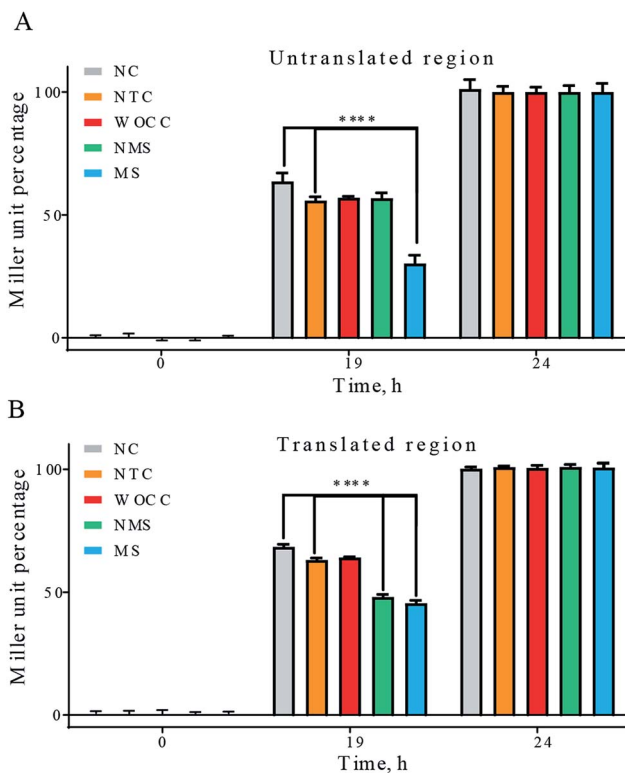 A
Untranslated region
NC
NTC
WOCC
NMS
MS
****
Miller unit percentage
100
50
0
0 19 24
Time, h
B
Translated region
NC
NTC
WOCC
NMS
MS
****
Miller unit percentage
100
50
0
0 19 24
Time, h